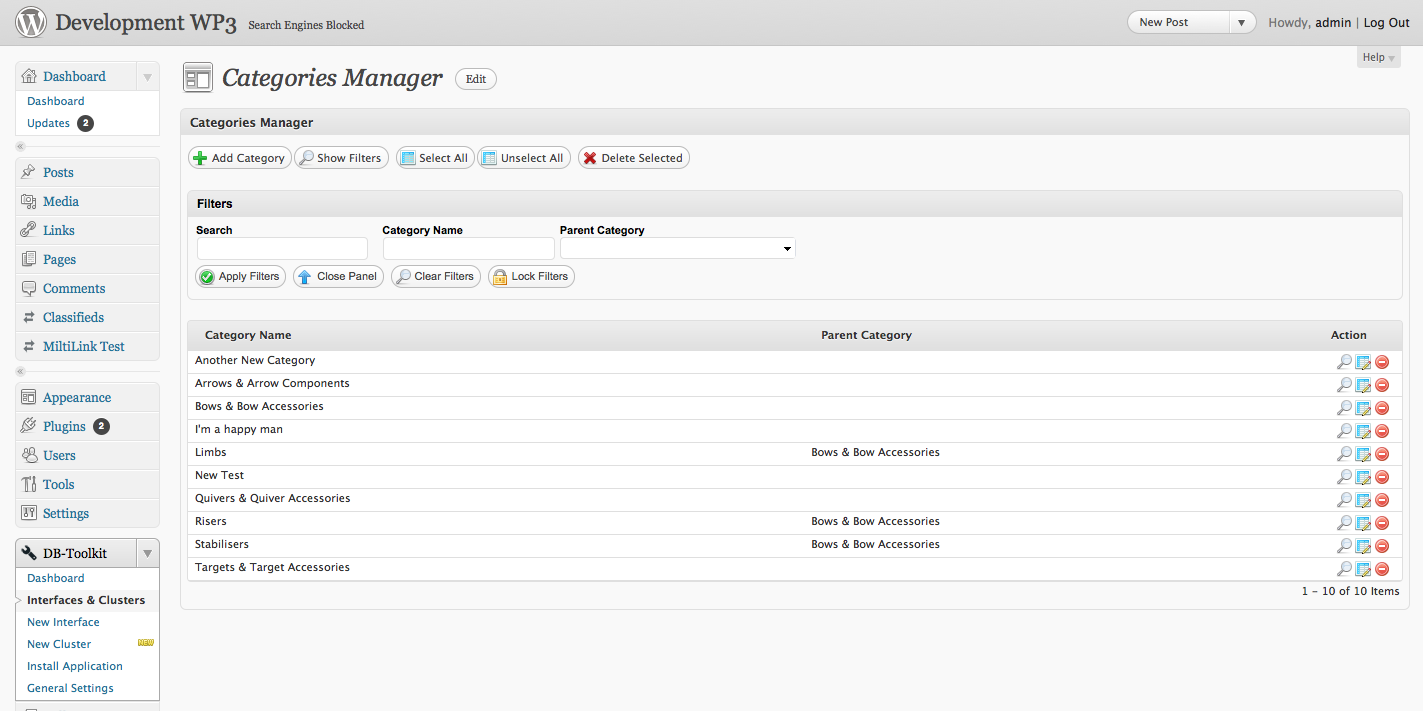 Development WP3 Search Engines Blocked New Post Howdy, admin | Log Out
Help
Dashboard
Dashboard
Updates 2
Posts
Media
Links
Pages
Comments
Classifieds
MiltiLink Test
Appearance
Plugins 2
Users
Tools
Settings
DB-Toolkit
Dashboard
Interfaces & Clusters
New Interface
New Cluster NEW
Install Application
General Settings
Categories Manager Edit
Categories Manager
Add Category Show Filters Select All Unselect All Delete Selected
Filters
Search Category Name Parent Category
Apply Filters Close Panel Clear Filters Lock Filters
Category Name Parent Category Action
Another New Category
Arrows & Arrow Components
Bows & Bow Accessories
I'm a happy man
Limbs Bows & Bow Accessories
New Test
Quivers & Quiver Accessories
Risers Bows & Bow Accessories
Stabilisers Bows & Bow Accessories
Targets & Target Accessories
1 - 10 of 10 Items